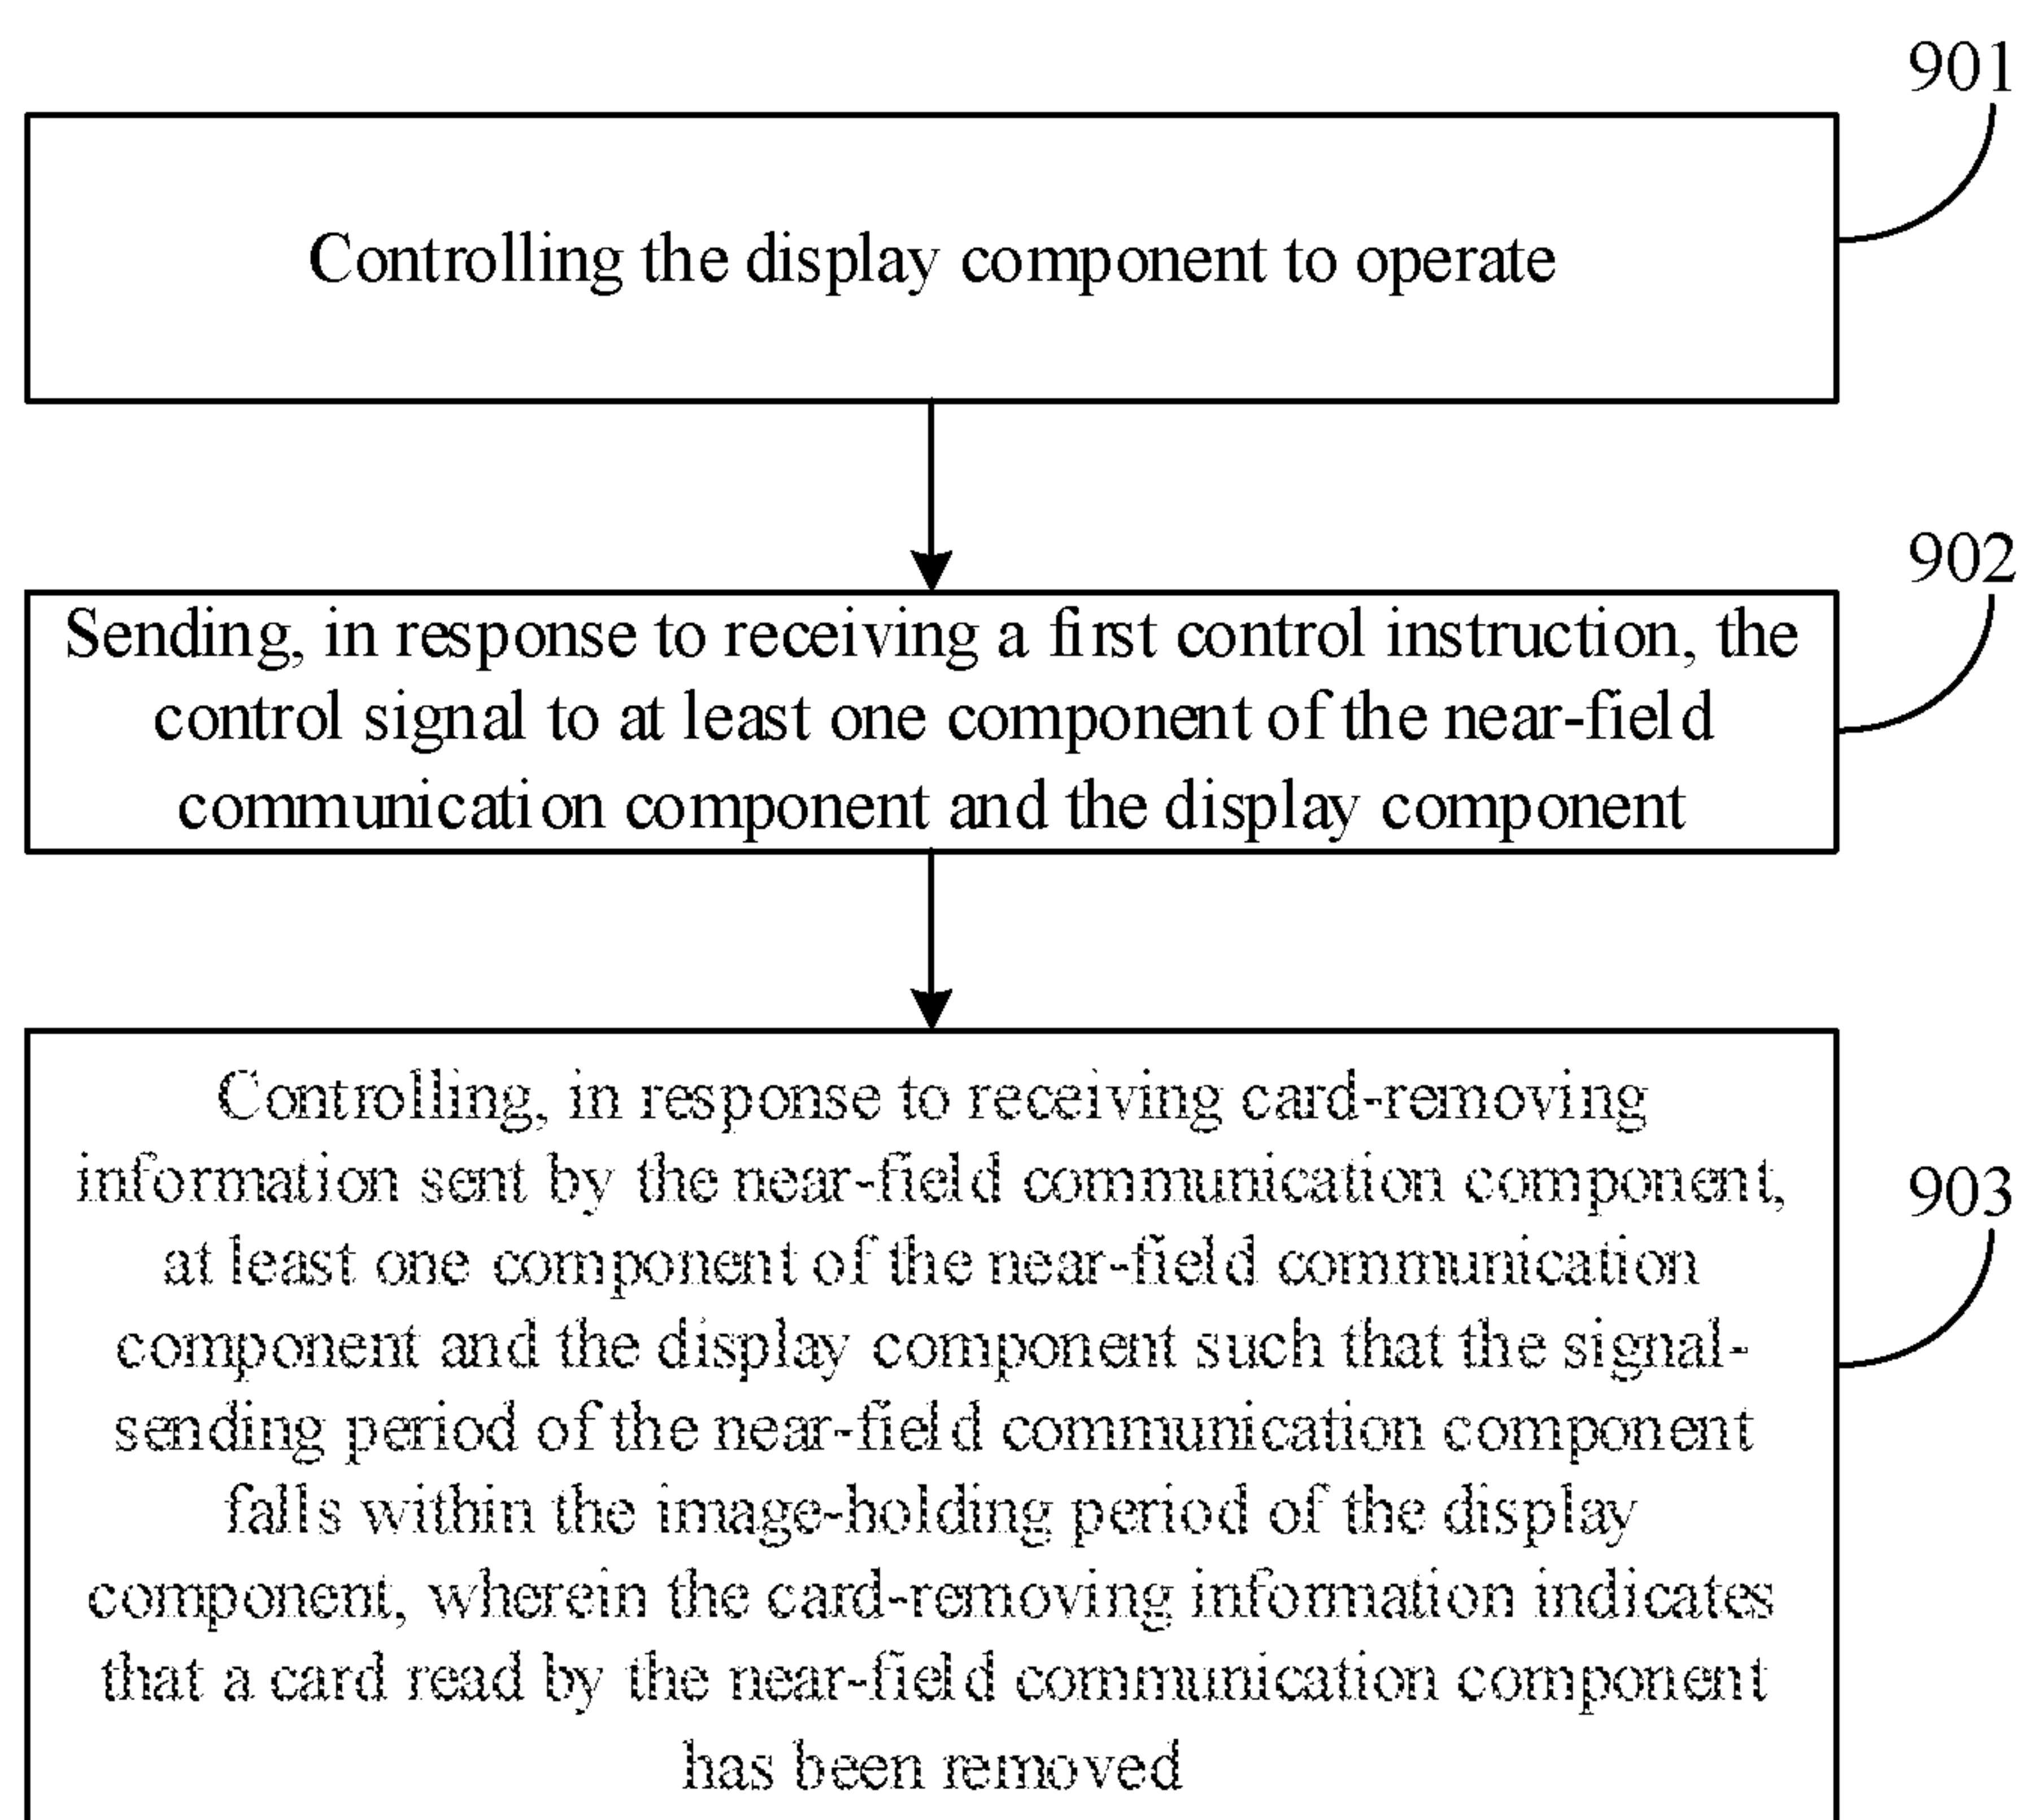 901
Controlling the display component to operate
902
Sending, in response to receiving a first control instruction, the
control signal to at least one component of the near-field
communication component and the display component
Controlling, in response to receiving card-removing
information sent by the near-field communication component,
903
at least one component of the near-field communication
component and the display component such that the signal-
sending period of the near-field communication component
falls within the image-holding period of the display
component, wherein the card-removing information indicates
that a card read by the near-field communication component
has been removed